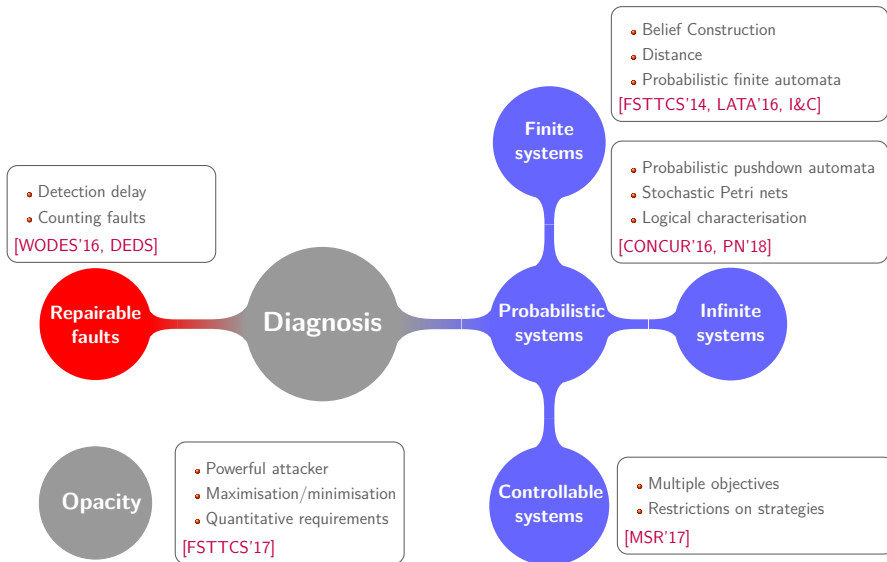 Belief Construction
Distance
Probabilistic finite automata
[FSTTCS'14, LATA'16, I&C]
Finite
systems
Probabilistic pushdown automata
Stochastic Petri nets
Logical characterisation
[CONCUR'16, PN'18]
Detection delay
Counting faults
[WODES'16, DEDS]
Repairable
faults
Diagnosis
Probabilistic
systems
Infinite
systems
Opacity
Powerful attacker
Maximisation/minimisation
Quantitative requirements
[FSTTCS'17]
Controllable
systems
Multiple objectives
Restrictions on strategies
[MSR'17]